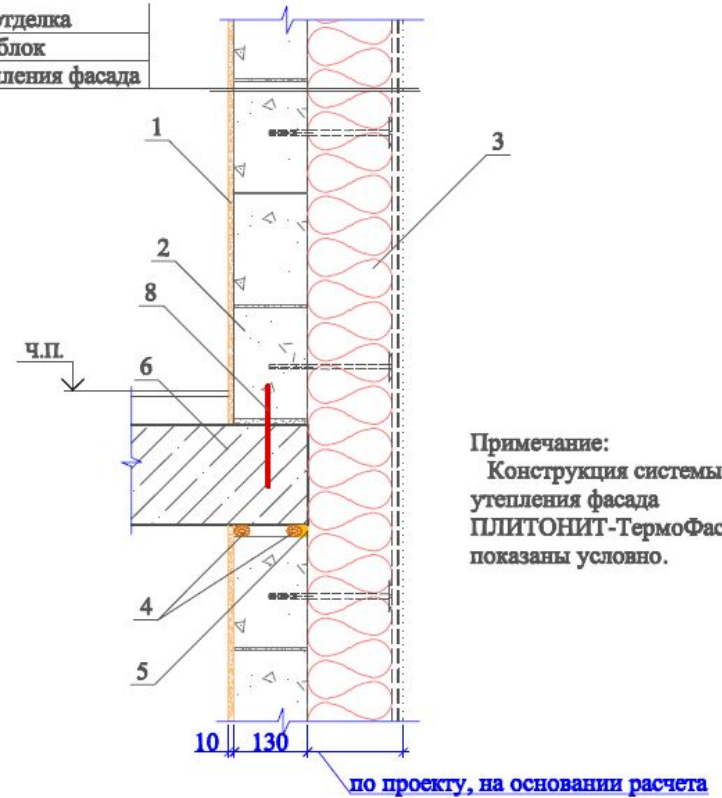 отделка
блок
пления фасада
1
3
2
8
Ч.П.
6
Примечание:
Конструкция системы
утепления фасада
ПЛИТОНИТ-ТермоФас
показаны условно.
4
5
10 130
по проекту, на основании расчета